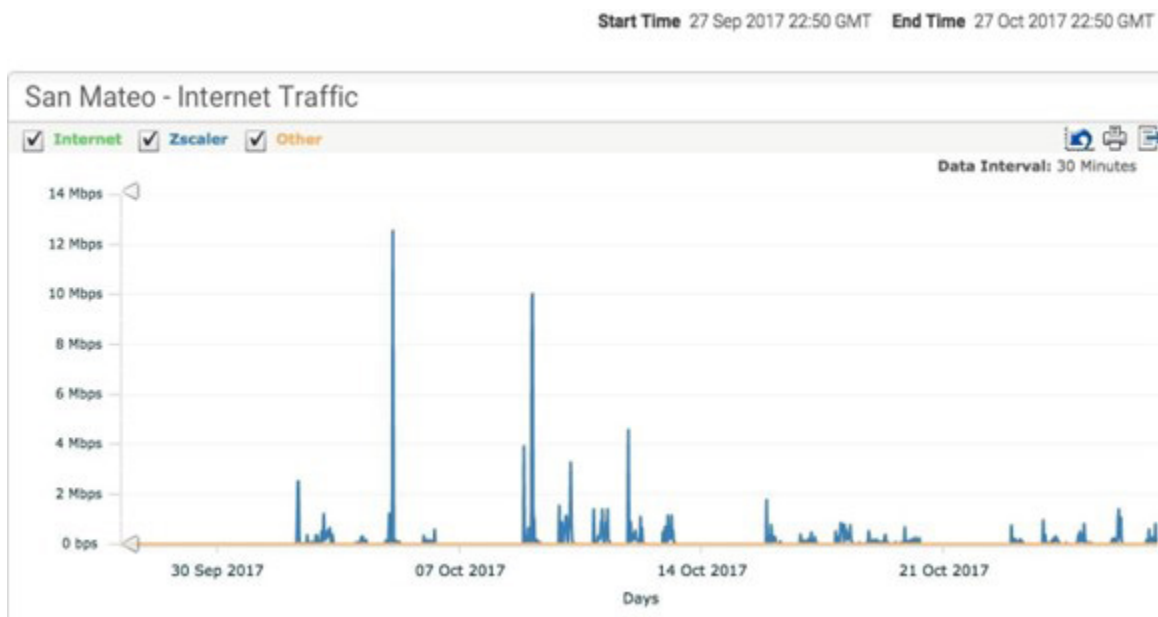 Start Time 27 Sep 2017 22:50 GMT End Time 27 Oct 2017 22:50 GMT
San Mateo - Internet Traffic
Internet Zscaler Other
Data Interval: 30 Minutes
14 Mbps
12 Mbps
10 Mbps
8 Mbps
6 Mbps
4 Mbps
2 Mbps
0 bps
30 Sep 2017 07 Oct 2017 14 Oct 2017 21 Oct 2017
Days